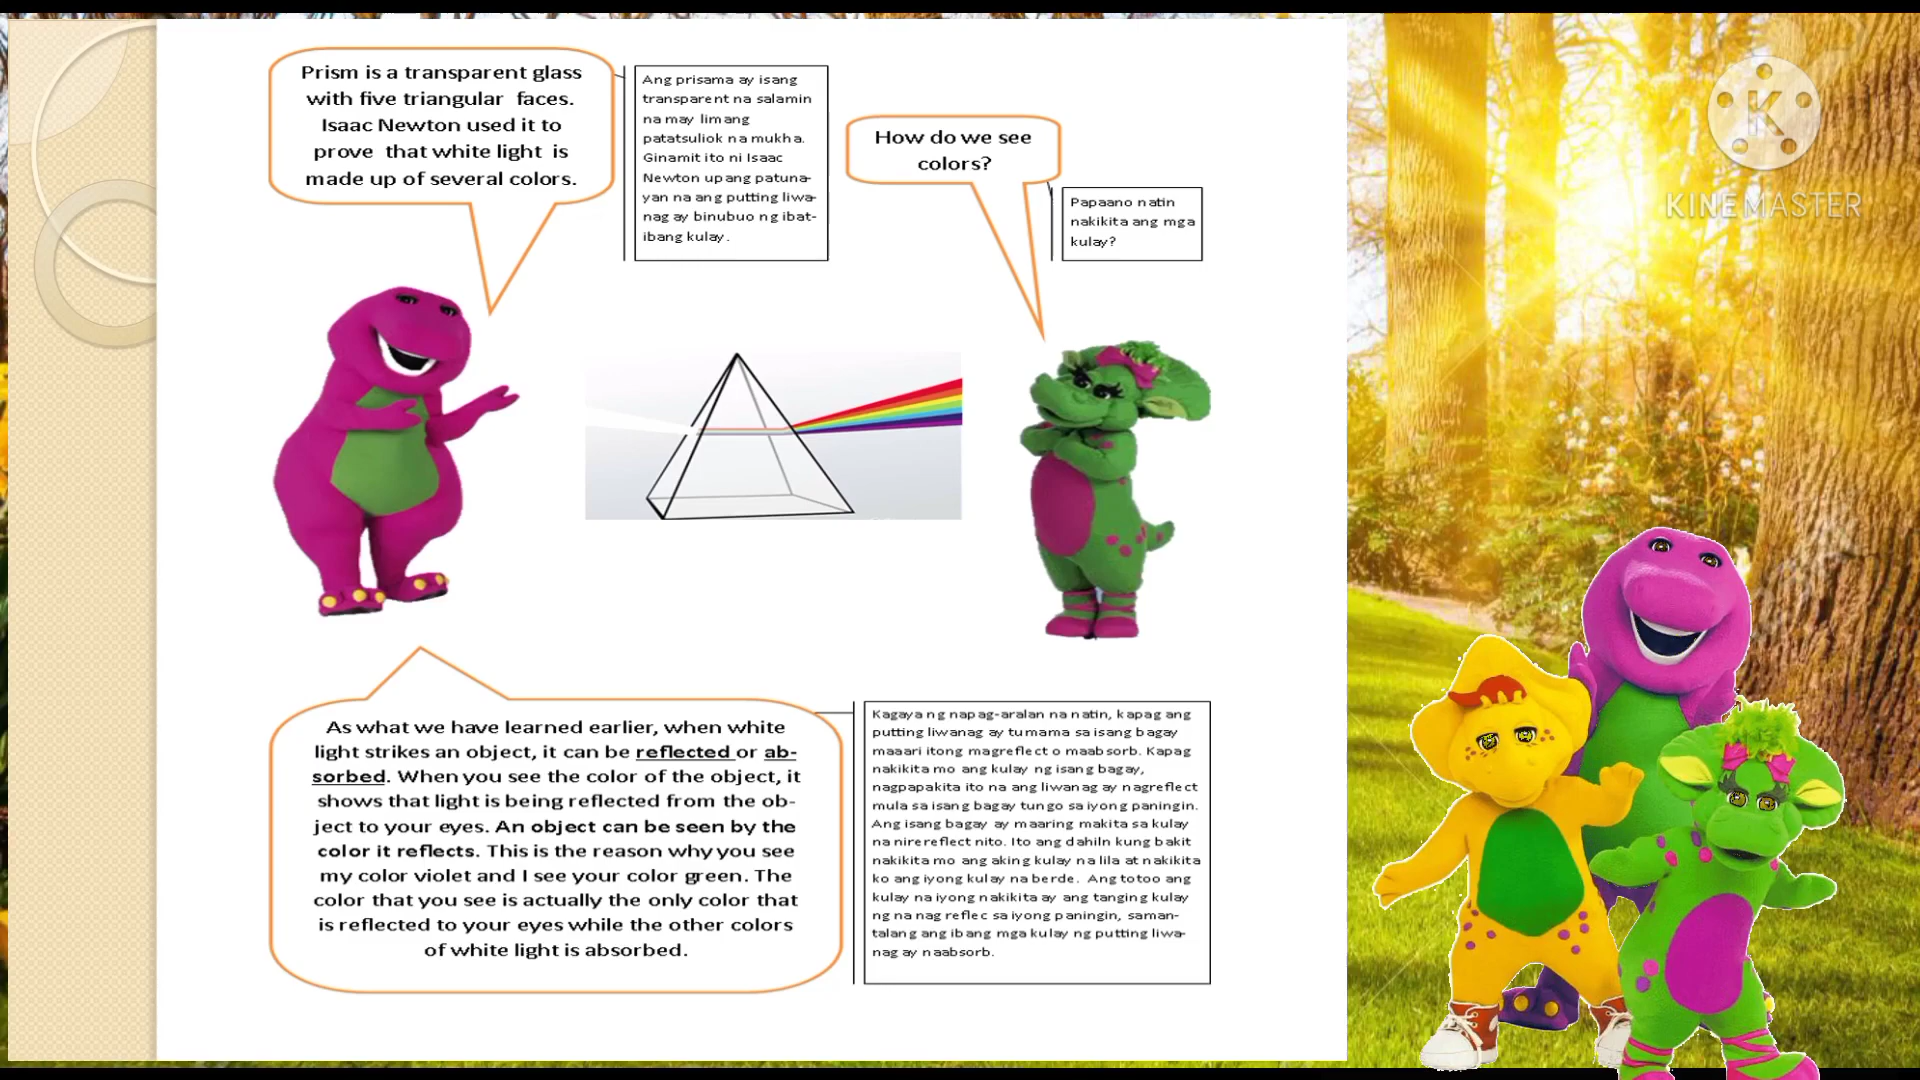 Prism is a transparent glass
with five triangular faces.
Isaac Newton used it to
prove that white light is
made up of several colors.
Ang prisama ay isang
transparent na salamin
na may limang
patatsuliok na mukha.
Ginamit ito ni Isaac
Newton upang patuna-
yan na ang putting liwa-
nag ay binubuo ng ibat-
ibang kulay.
How do we see
colors?
Papaano natin
nakikita ang mga
kulay?
K
KINEMASTER
As what we have learned earlier, when white
light strikes an object, it can be reflected or ab-
sorbed. When you see the color of the object, it
shows that light is being reflected from the ob-
ject to your eyes. An object can be seen by the
color it reflects. This is the reason why you see
my color violet and I see your color green. The
color that you see is actually the only color that
is reflected to your eyes while the other colors
of white light is absorbed.
Kagaya ng napag-aralan na natin, kapag ang
putting liwanag ay tumama sa isang bagay
maaari itong magreflect o maabsorb. Kapag
nakikita mo ang kulay ng isang bagay,
nagpapakita ito na ang liwanag ay nagreflect
mula sa isang bagay tungo sa iyong paningin.
Ang isang bagay ay maaring makita sa kulay
na nirereflect nito. Ito ang dahiln kung bakit
nakikita mo ang aking kulay na lila at nakikita
ko ang iyong kulay na berde. Ang totoo ang
kulay na iyong nakikita ay ang tanging kulay
ng na nag reflec sa iyong paningin, saman-
talang ang ibang mga kulay ng putting liwa-
nag ay naabsorb.